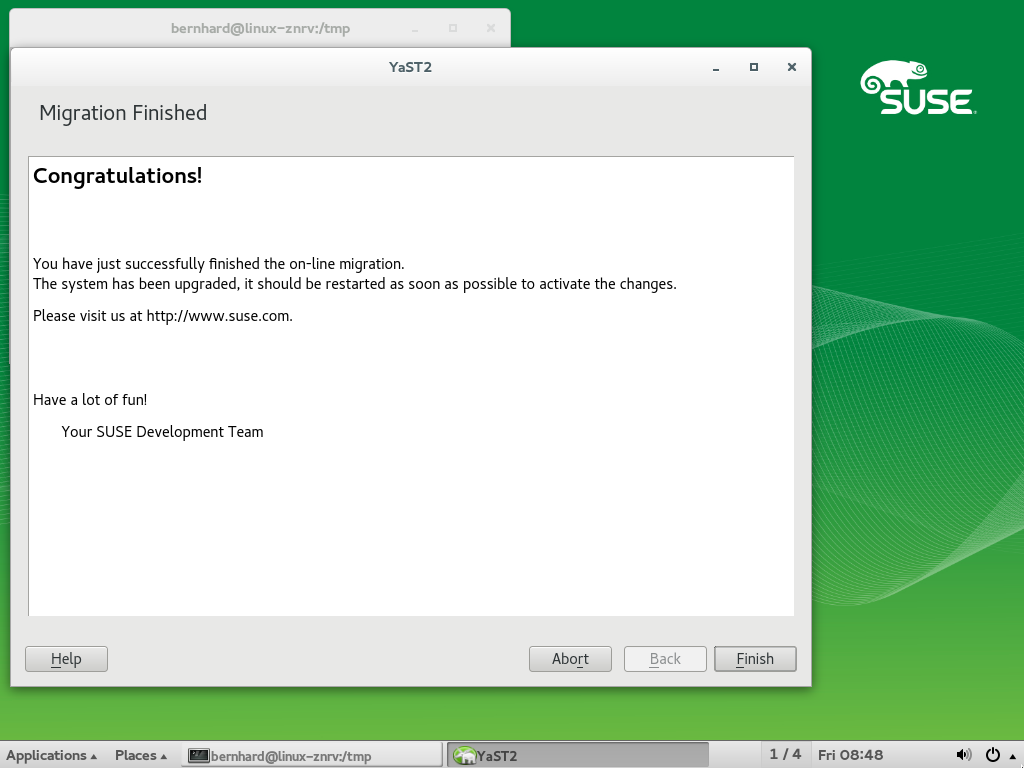 bernhard@linux-znrv:/tmp
YaST2
SUSE
Migration Finished
Congratulations!
You have just successfully finished the on-line migration.
The system has been upgraded, it should be restarted as soon as possible to activate the changes.
Please visit us at http://www.suse.com.
Have a lot of fun!
Your SUSE Development Team
Help
Abort
Back
Finish
Applications
Places
bernhard@linux-znrv:/tmp
YaST2
1 / 4
Fri 08:48